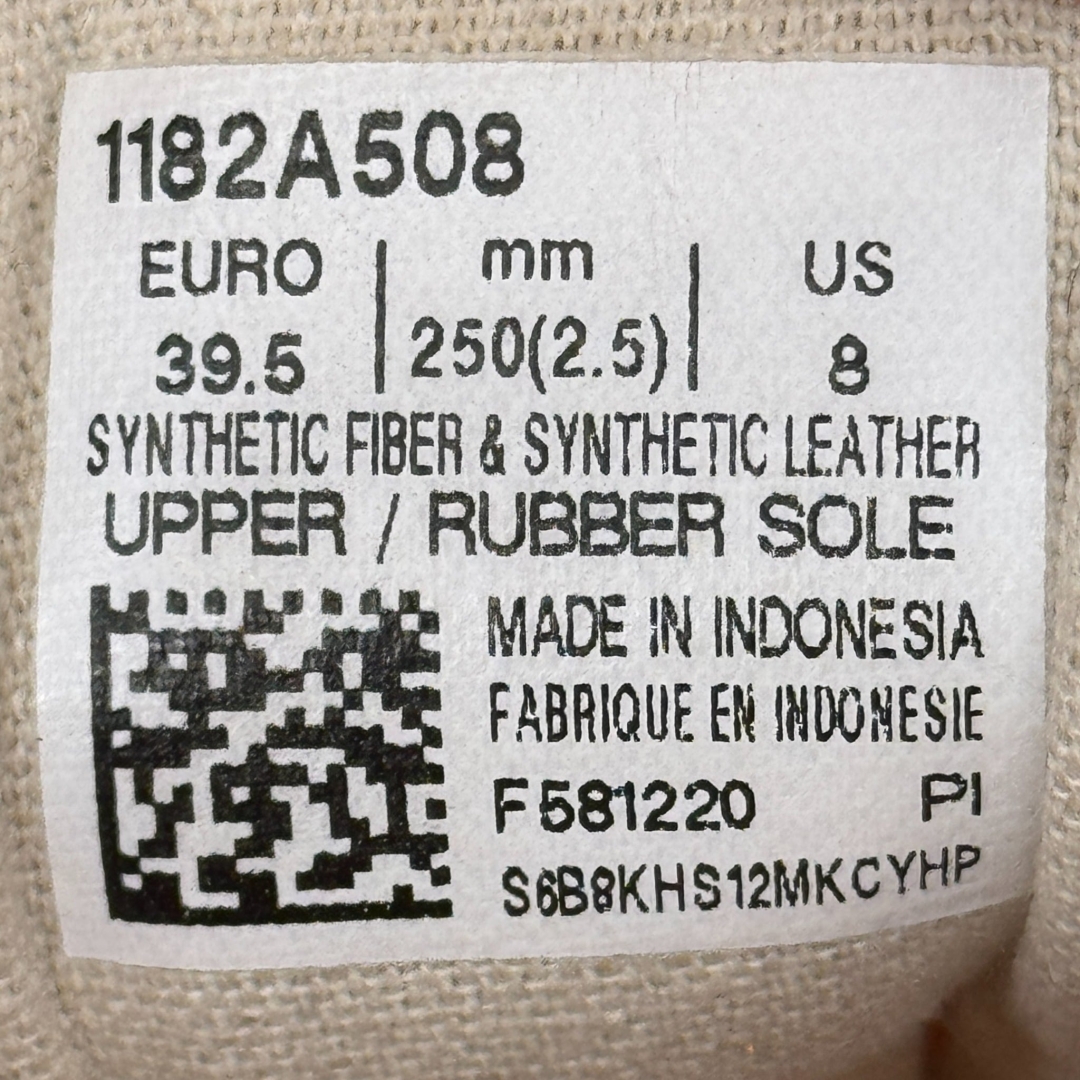 1182A508
EURO | mm | US
39.5 | 250(2.5) | 8
SYNTHETIC FIBER & SYNTHETIC LEATHER
UPPER / RUBBER SOLE
MADE IN INDONESIA
FABRIQUE EN INDONESIE
F581220 PI
S6B8KHS12MKCYHP